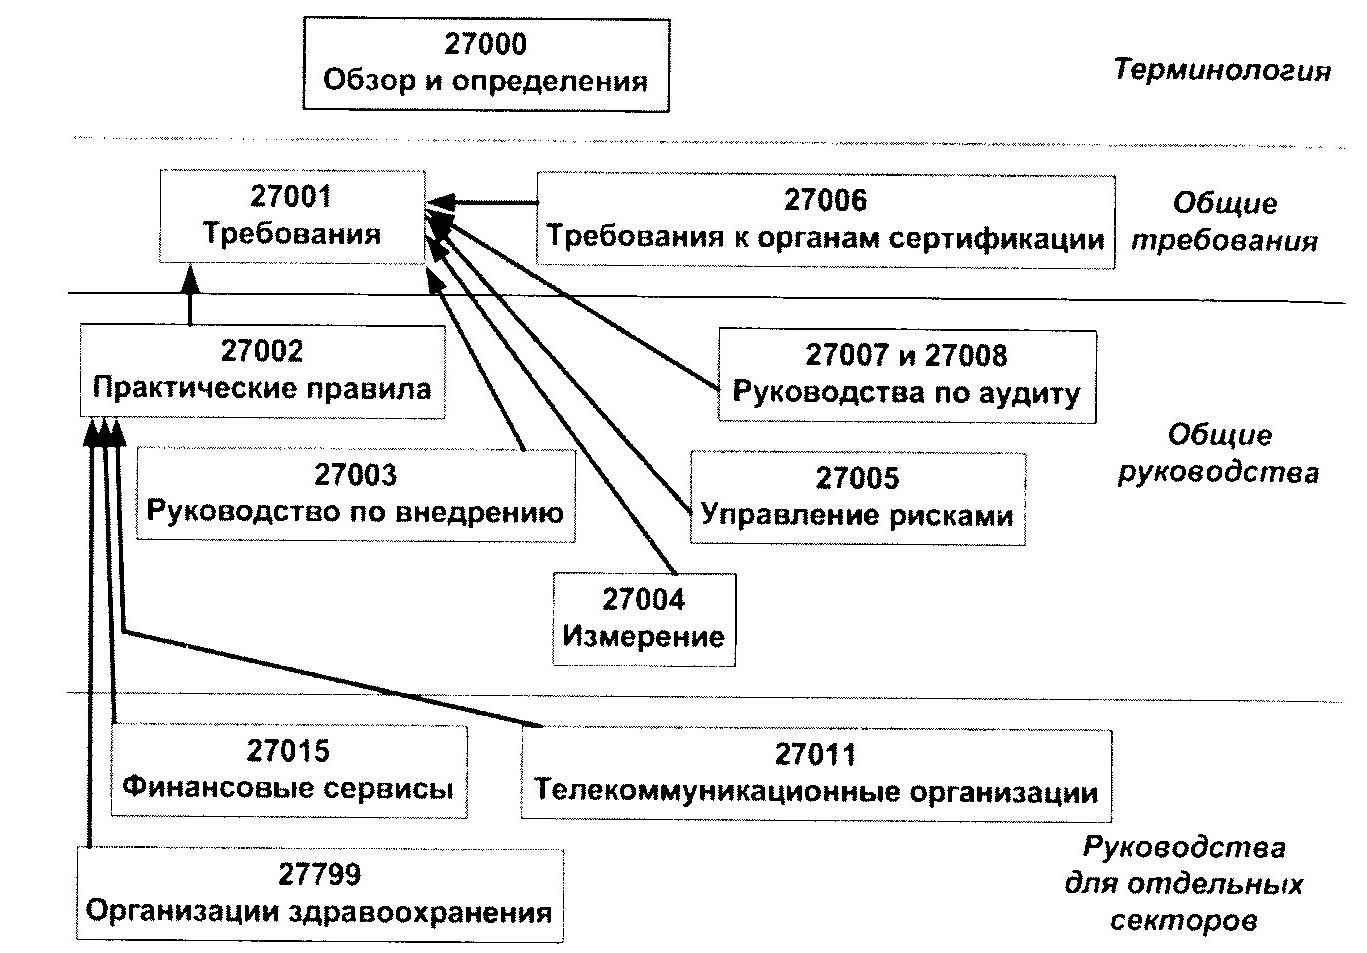 27000
Обзор и определения
Терминология
27001
Требования
27006
Требования к органам сертификации
Общие
требования
27002
Практические правила
27007 и 27008
Руководства по аудиту
27003
Руководство по внедрению
27005
Управление рисками
Общие
руководства
27004
Измерение
27015
Финансовые сервисы
27011
Телекоммуникационные организации
27799
Организации здравоохранения
Руководства
для отдельных
секторов